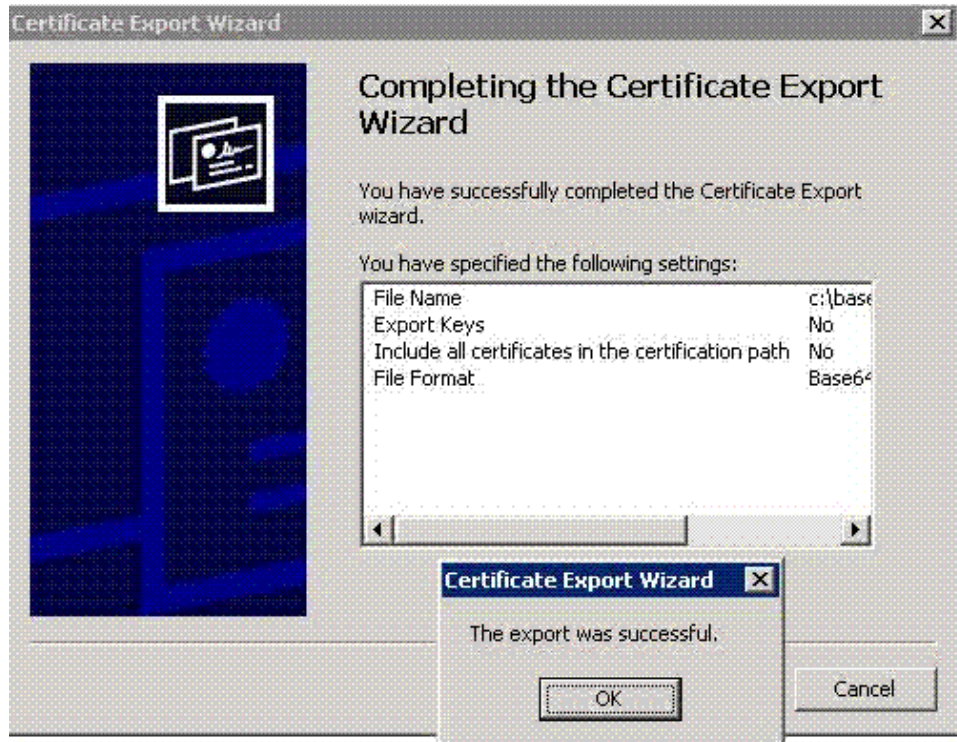 Certificate Export Wizard
Completing the Certificate Export
Wizard
You have successfully completed the Certificate Export
wizard.
You have specified the following settings:
File Name c:\base
Export Keys No
Include all certificates in the certification path No
File Format Base64
Certificate Export Wizard
The export was successful.
OK
Cancel